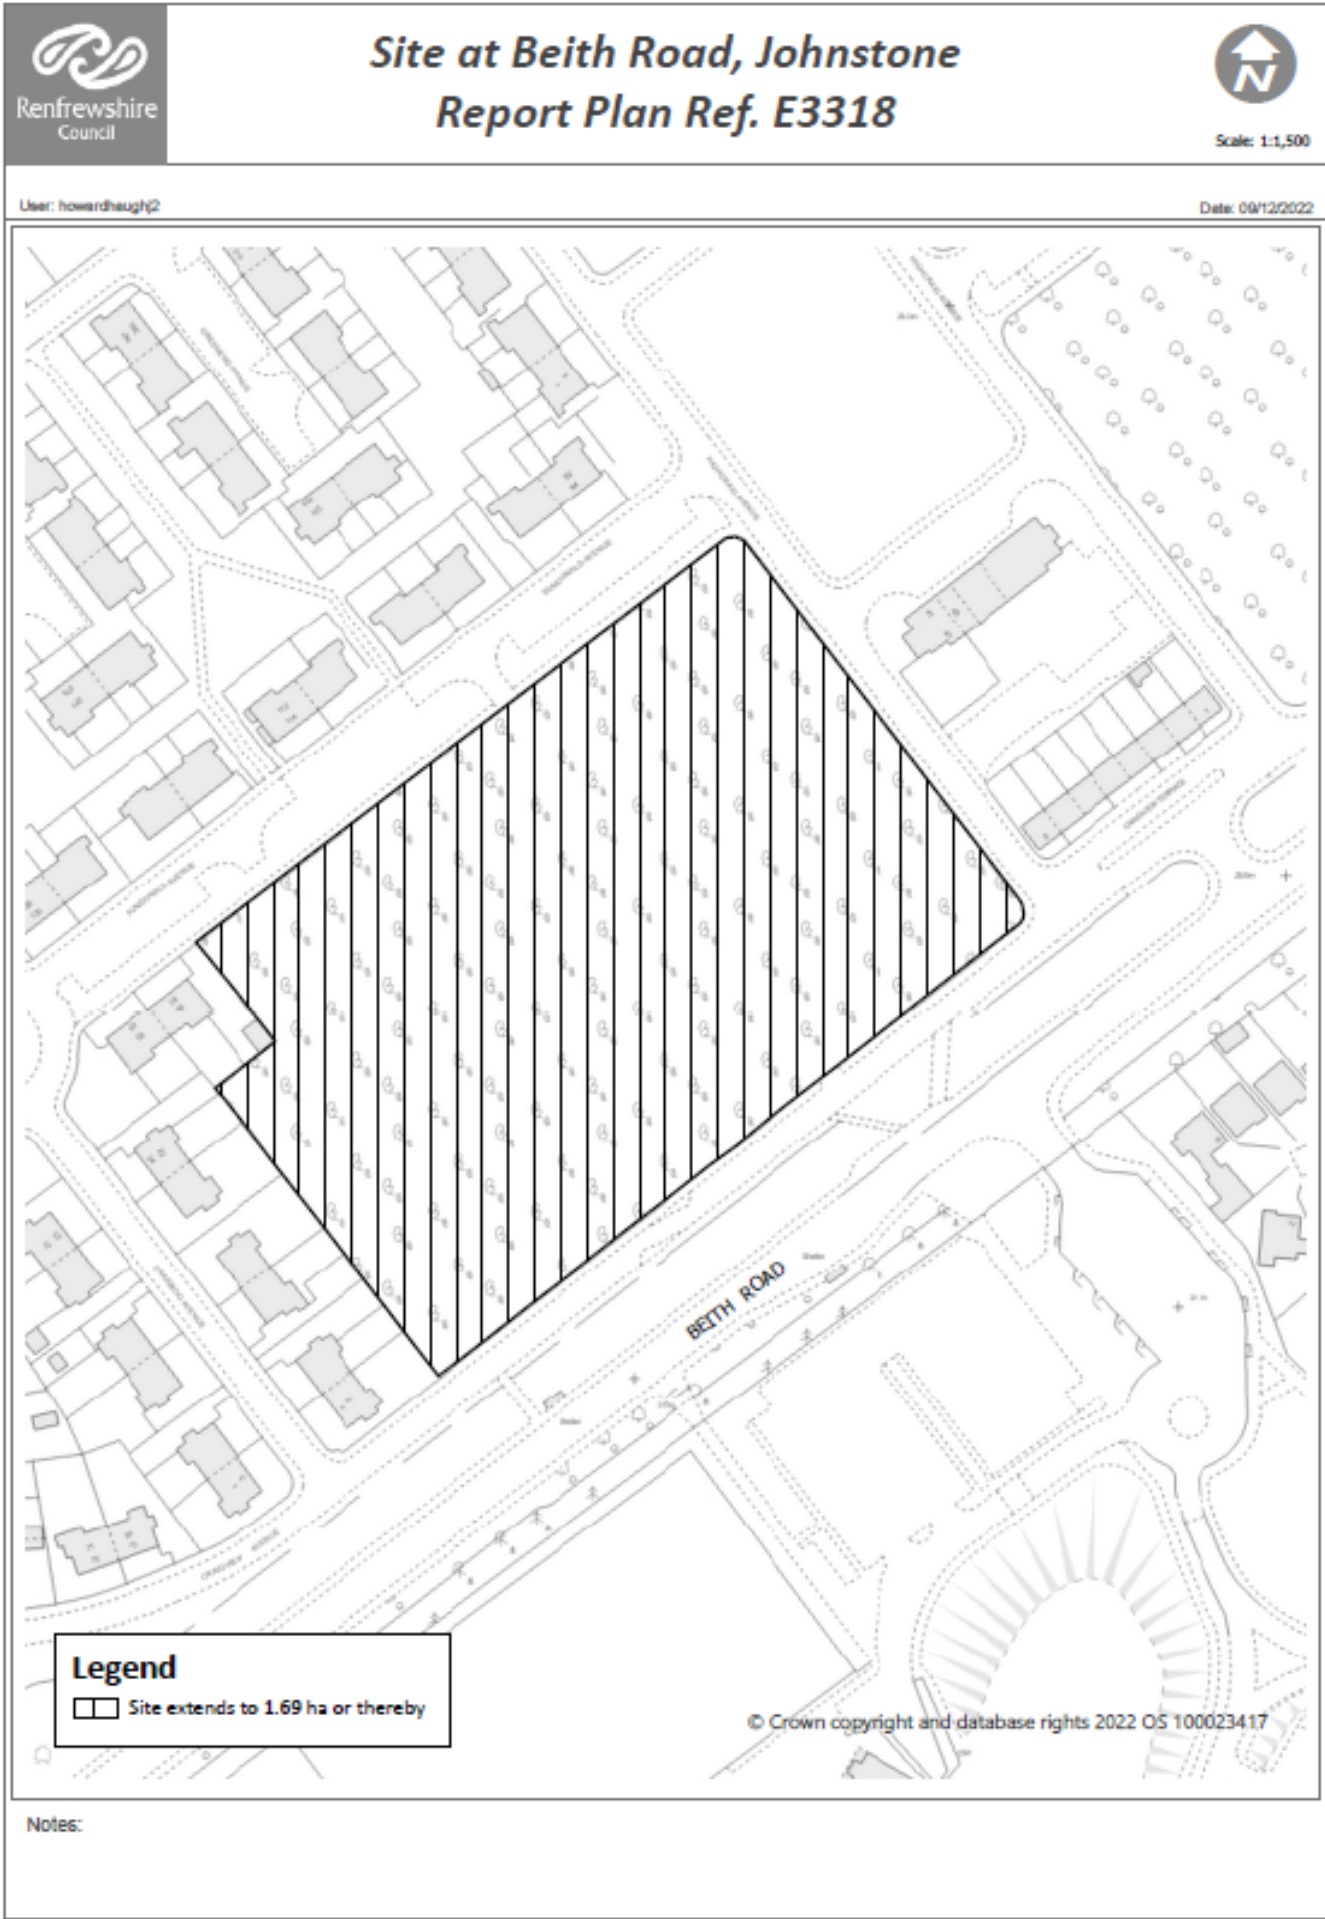 Renfrewshire
Council
Site at Beith Road, Johnstone
Report Plan Ref. E3318
N
Scale: 1:1,500
User: howardhaughj2
Date: 09/12/2022
BEITH ROAD
Legend
Site extends to 1.69 ha or thereby
© Crown copyright and database rights 2022 OS 100023417
Notes: